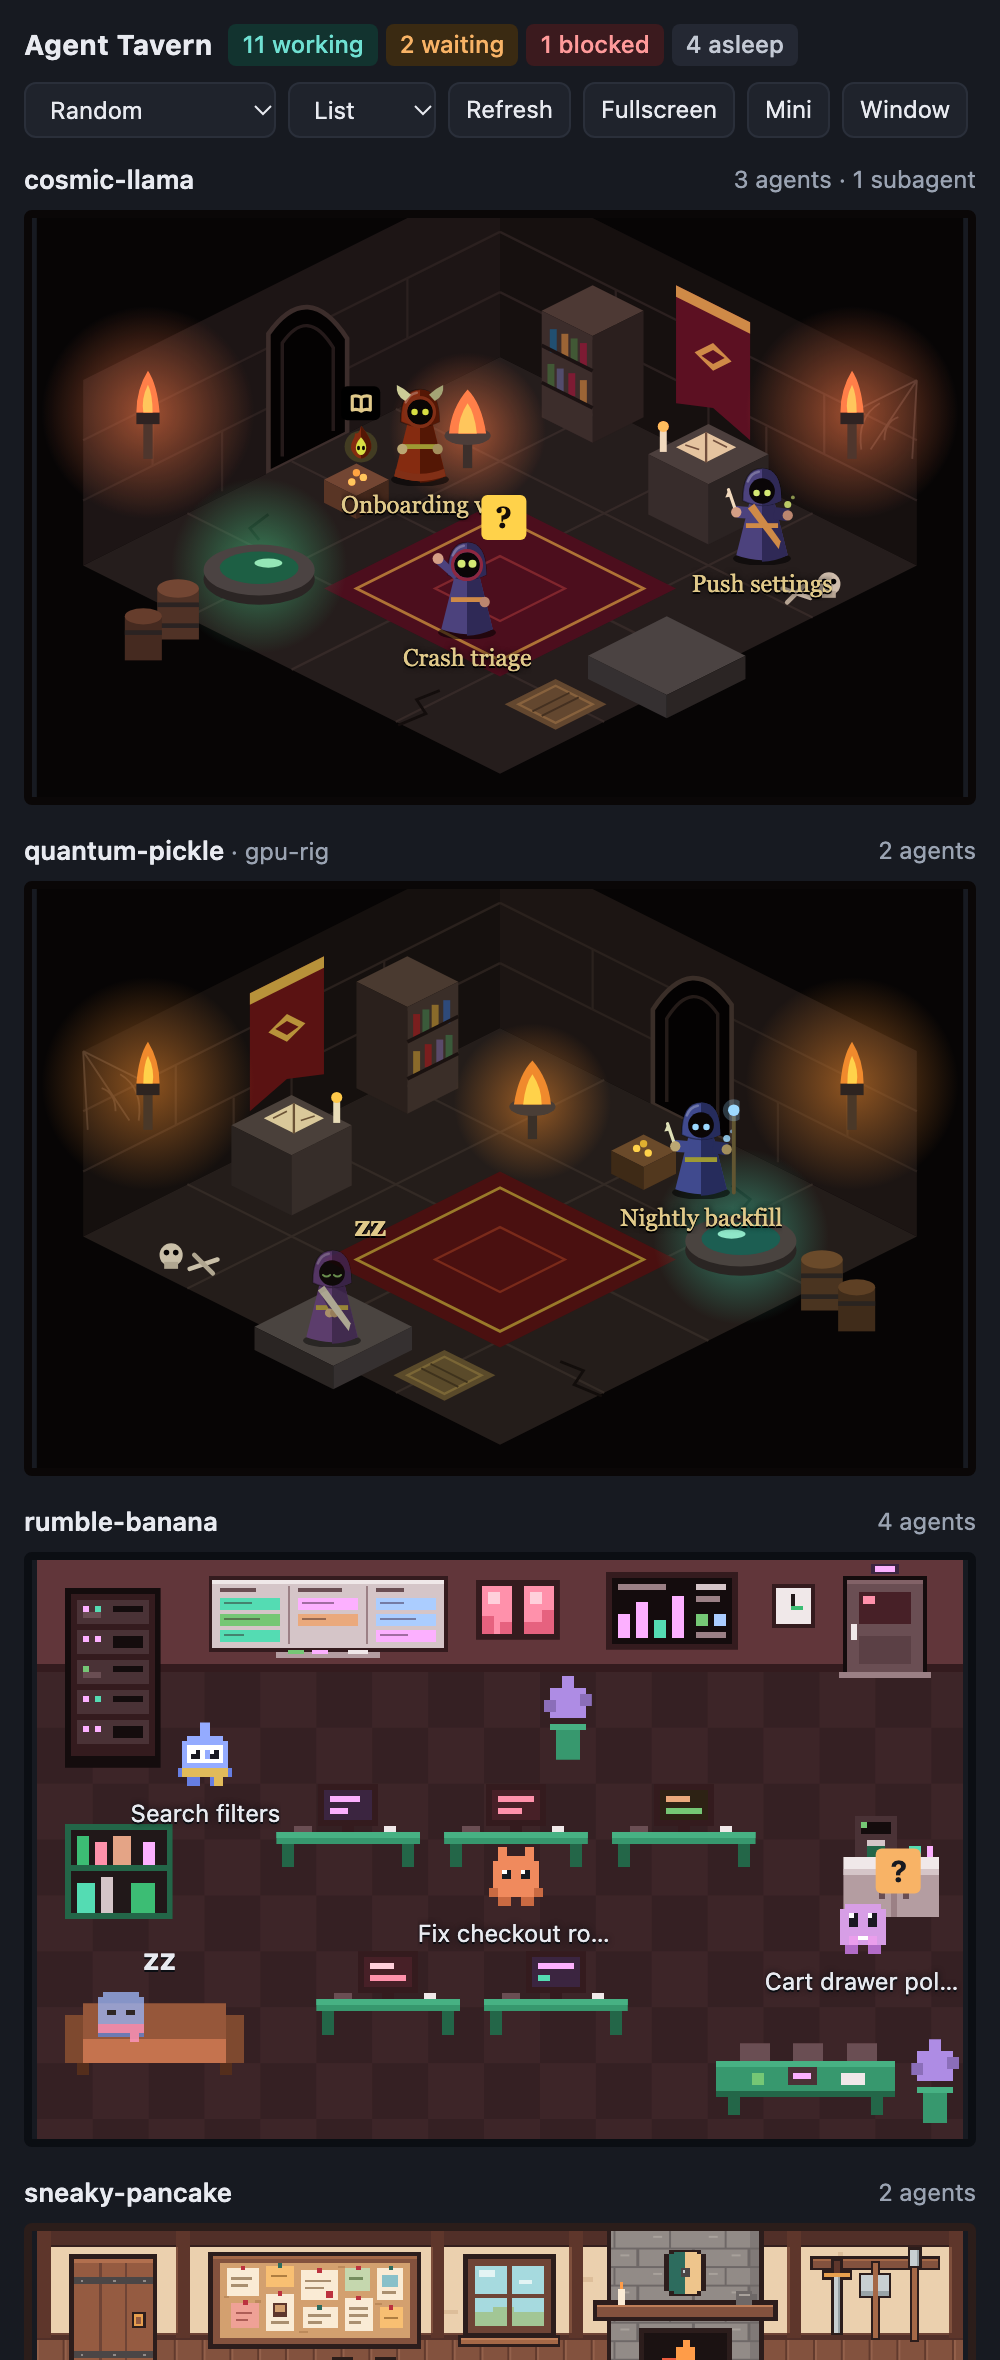 Agent Tavern 11 working 2 waiting 1 blocked 4 asleep
Random List Refresh Fullscreen Mini Window
cosmic-llama 3 agents · 1 subagent
Onboarding
?
Push settings
Crash triage
quantum-pickle · gpu-rig 2 agents
Nightly backfill
zz
rumble-banana 4 agents
Search filters
?
Fix checkout ro...
zz
Cart drawer pol...
sneaky-pancake 2 agents